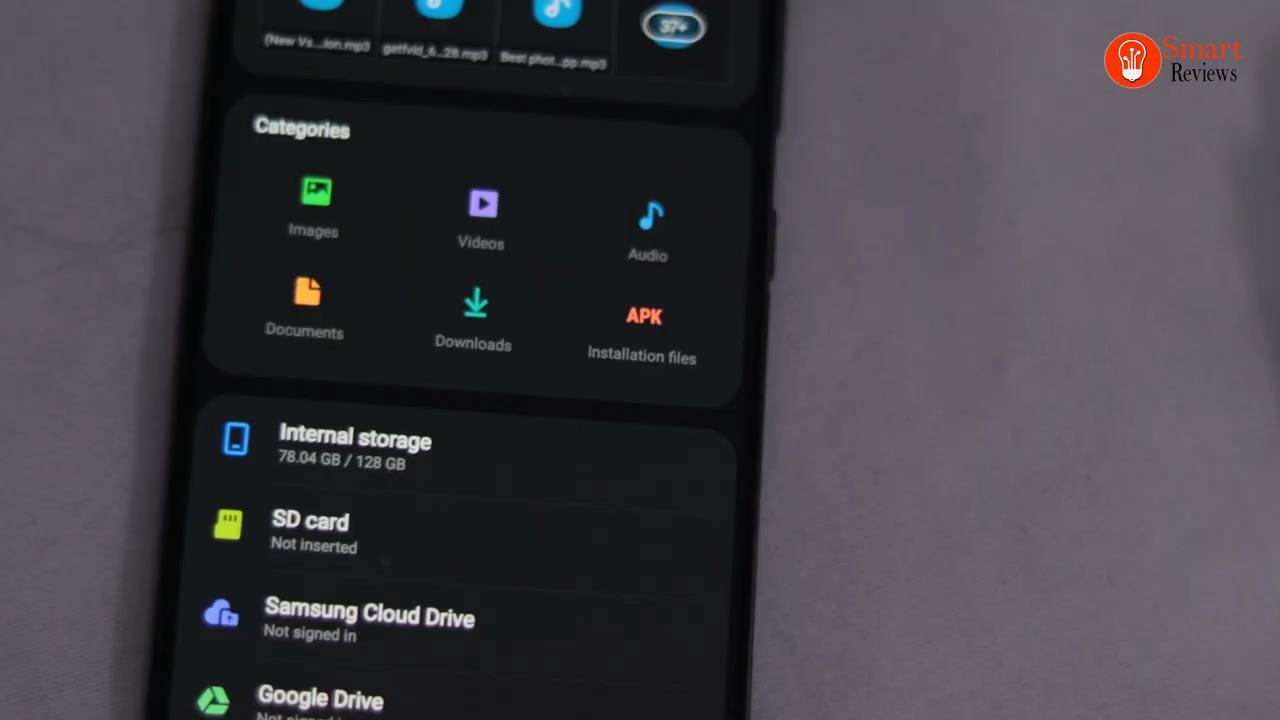 Smart
Reviews
37+
(New Vs...ion.mp3
getfvid_6...28.mp3
Best phot...pp.mp3
Categories
Images
Videos
Audio
Documents
Downloads
APK
Installation files
Internal storage
78.04 GB / 128 GB
SD card
Not inserted
Samsung Cloud Drive
Not signed in
Google Drive
Not signed